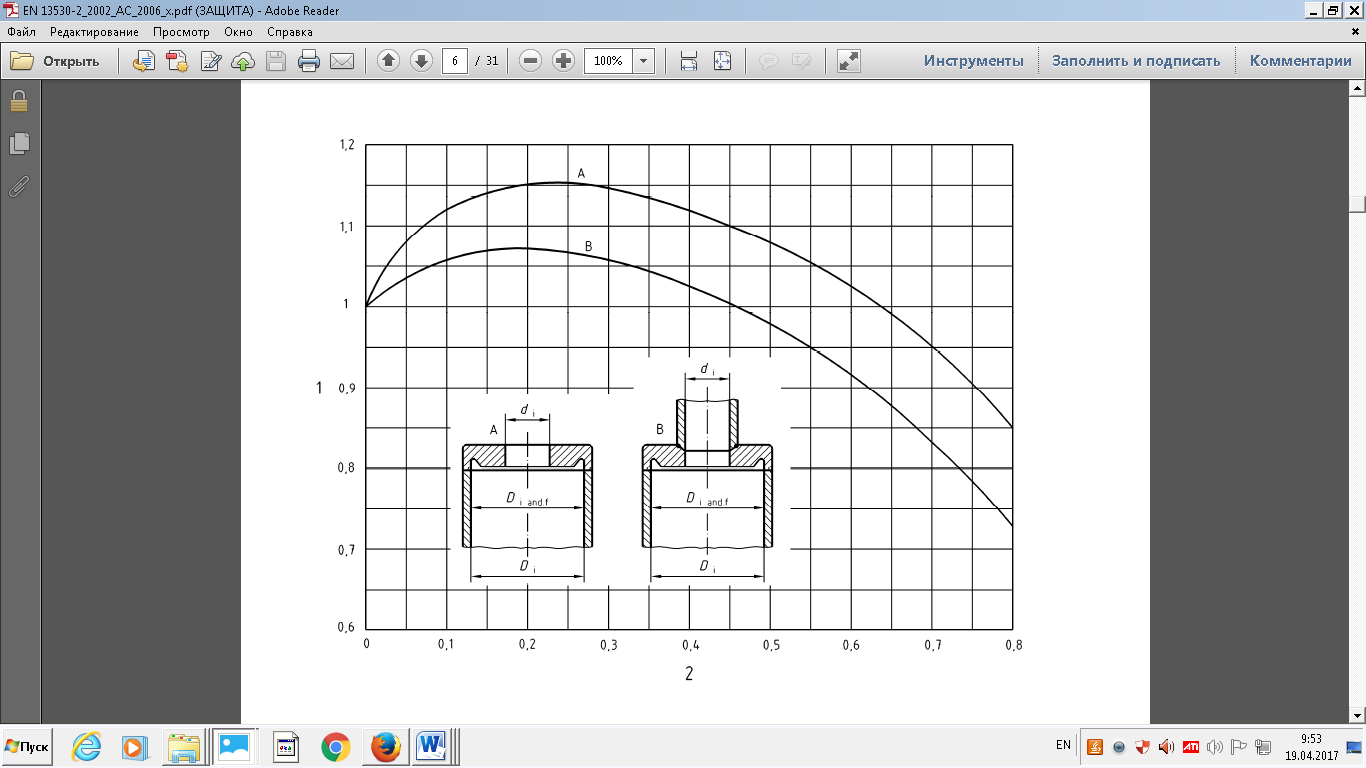 EN 13530-2_2002_AC_2006_x.pdf (ЗАЩИТА) - Adobe Reader
Файл Редактирование Просмотр Окно Справка
Открыть 6 / 31 100% Инструменты Заполнить и подписать Комментарии
1,2
A
1,1
B
1
d i
1 0,9
d i
A B
0,8
D i and.f D i and.f
0,7
D i D i
0,6
0 0,1 0,2 0,3 0,4 0,5 0,6 0,7 0,8
2
Пуск EN ATI 9:53
19.04.2017